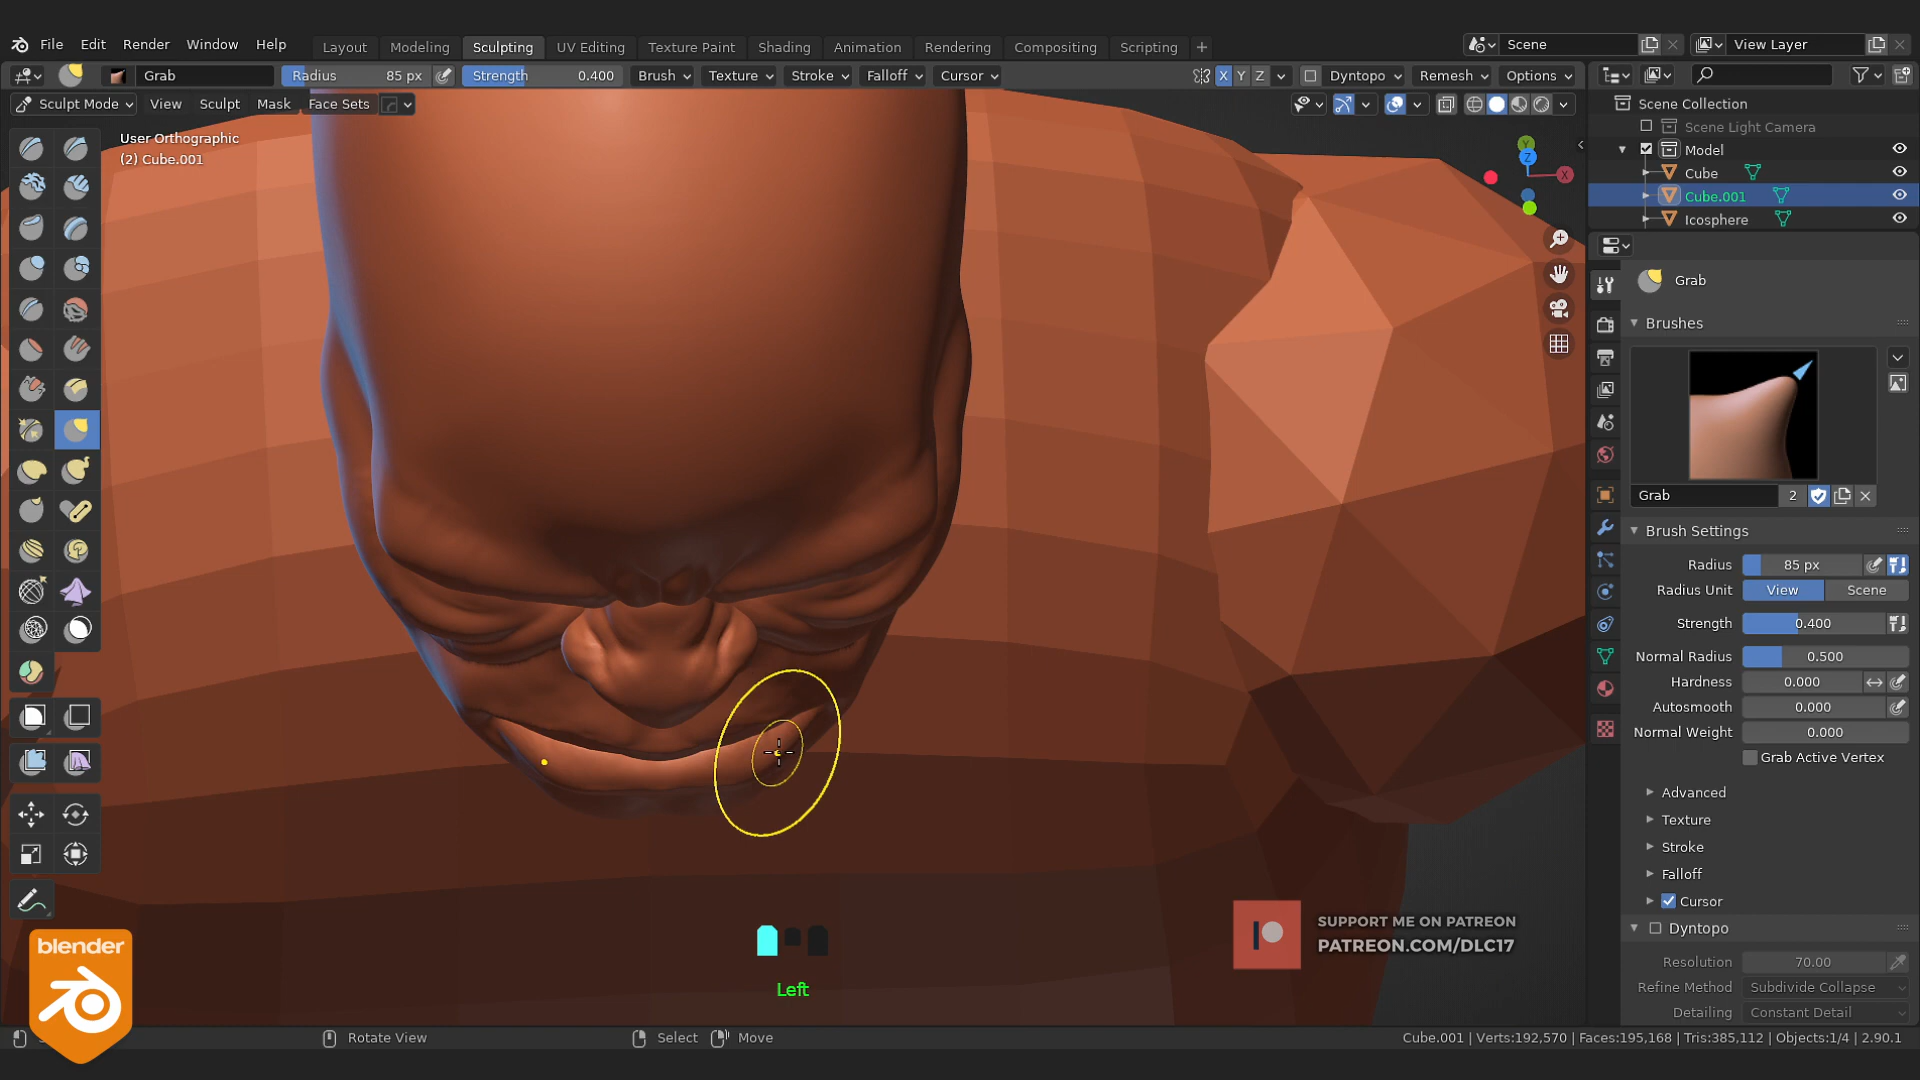 File Edit Render Window Help Layout Modeling Sculpting UV Editing Texture Paint Shading Animation Rendering Compositing Scripting + Scene View Layer
Grab Radius 85 px Strength 0.400 Brush Texture Stroke Falloff Cursor X Y Z Dyntopo Remesh Options
Sculpt Mode View Sculpt Mask Face Sets
User Orthographic
(2) Cube.001
Y
Z
X
Scene Collection
Scene Light Camera
Model
Cube
Cube.001
Icosphere
Grab
Brushes
Grab 2
Brush Settings
Radius 85 px
Radius Unit View Scene
Strength 0.400
Normal Radius 0.500
Hardness 0.000
Autosmooth 0.000
Normal Weight 0.000
Grab Active Vertex
Advanced
Texture
Stroke
Falloff
Cursor
Dyntopo
Resolution 70.00
Refine Method Subdivide Collapse
Detailing Constant Detail
SUPPORT ME ON PATREON
PATREON.COM/DLC17
blender
Left
Rotate View Select Move Cube.001 | Verts:192,570 | Faces:195,168 | Tris:385,112 | Objects:1/4 | 2.90.1